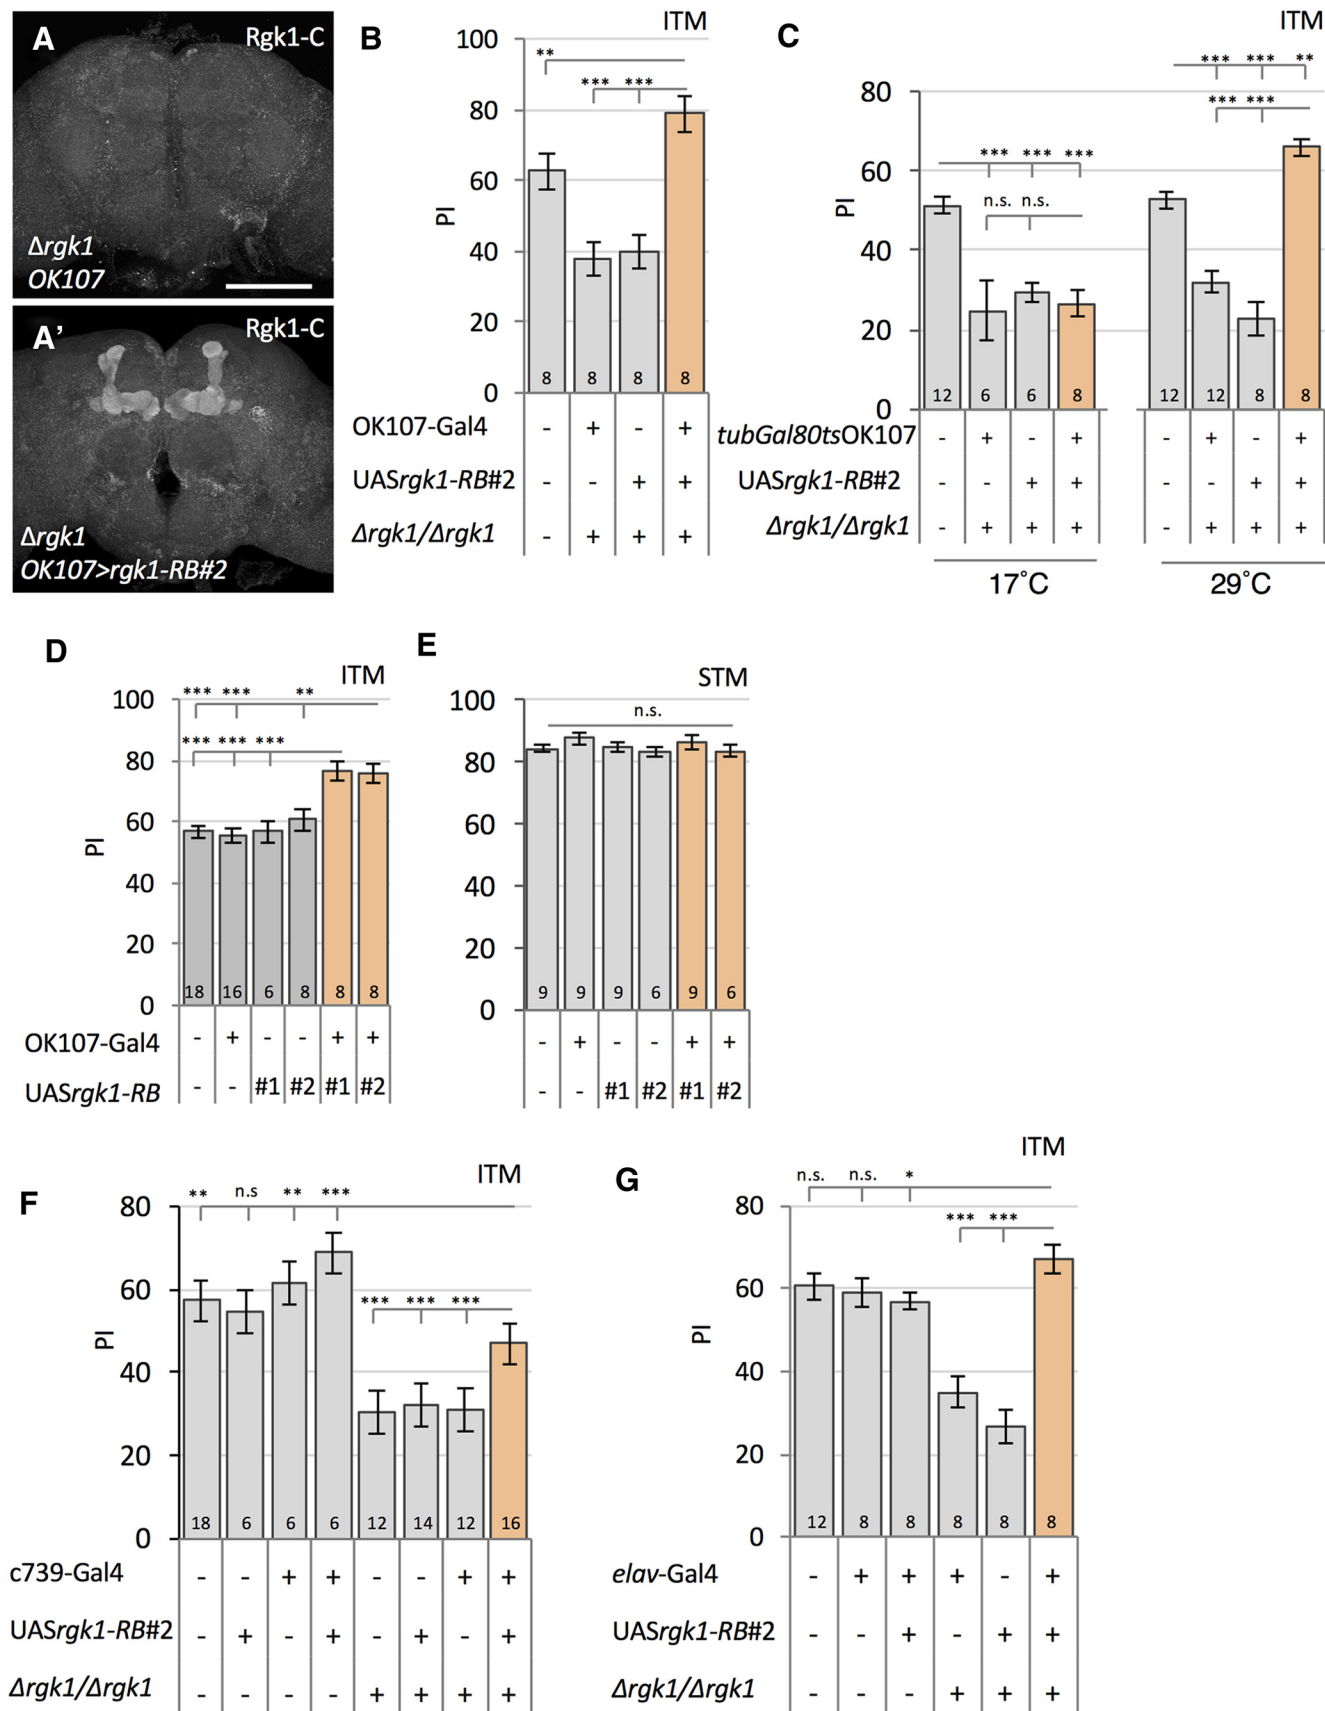 A
Rgk1-C
Δrgk1
OK107
A’
Rgk1-C
Δrgk1
OK107>rgk1-RB#2
B
ITM
**
*** ***
PI
100
80
60
40
20
0
8 8 8 8
OK107-Gal4 - + - +
UASrgk1-RB#2 - - + +
Δrgk1/Δrgk1 - + + +
C
ITM
*** *** **
*** ***
*** *** ***
n.s. n.s.
PI
80
60
40
20
0
12 6 6 8 12 12 8 8
tubGal80tsOK107 - + - + - + - +
UASrgk1-RB#2 - - + + - - + +
Δrgk1/Δrgk1 - + + + - + + +
17˚C 29˚C
D
ITM
*** *** **
*** *** ***
PI
100
80
60
40
20
0
18 16 6 8 8 8
OK107-Gal4 - + - - + +
UASrgk1-RB - - #1 #2 #1 #2
E
STM
n.s.
PI
100
80
60
40
20
0
9 9 9 6 9 6
- + - - + +
- - #1 #2 #1 #2
F
ITM
** n.s ** ***
*** *** ***
PI
80
60
40
20
0
18 6 6 6 12 14 12 16
c739-Gal4 - - + + - - + +
UASrgk1-RB#2 - + - + - + - +
Δrgk1/Δrgk1 - - - - + + + +
G
ITM
n.s. n.s. *
*** ***
PI
80
60
40
20
0
12 8 8 8 8 8
elav-Gal4 - + + + - +
UASrgk1-RB#2 - - + - + +
Δrgk1/Δrgk1 - - - + + +